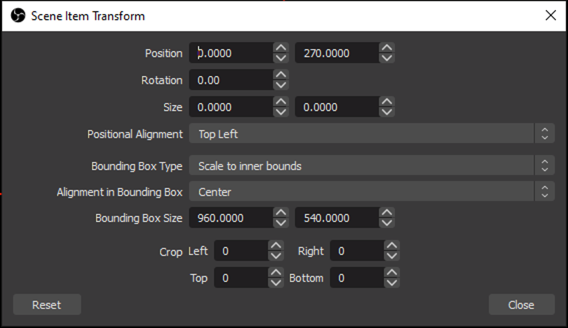 Scene Item Transform
Position 0.0000 270.0000
Rotation 0.00
Size 0.0000 0.0000
Positional Alignment Top Left
Bounding Box Type Scale to inner bounds
Alignment in Bounding Box Center
Bounding Box Size 960.0000 540.0000
Crop Left 0 Right 0
Top 0 Bottom 0
Reset Close